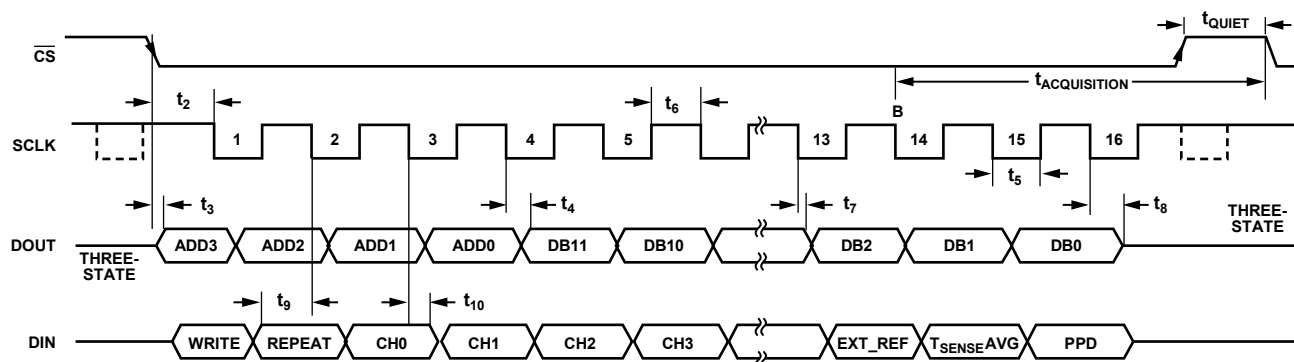 tQUIET
CS
tACQUISITION
t2
t6
B
SCLK
1 2 3 4 5 13 14 15 16
t5
t3 t4 t7 t8
THREE-
STATE
DOUT
ADD3 ADD2 ADD1 ADD0 DB11 DB10 DB2 DB1 DB0
THREE-
STATE
t9 t10
DIN
WRITE REPEAT CH0 CH1 CH2 CH3 EXT_REF TSENSEAVG PPD